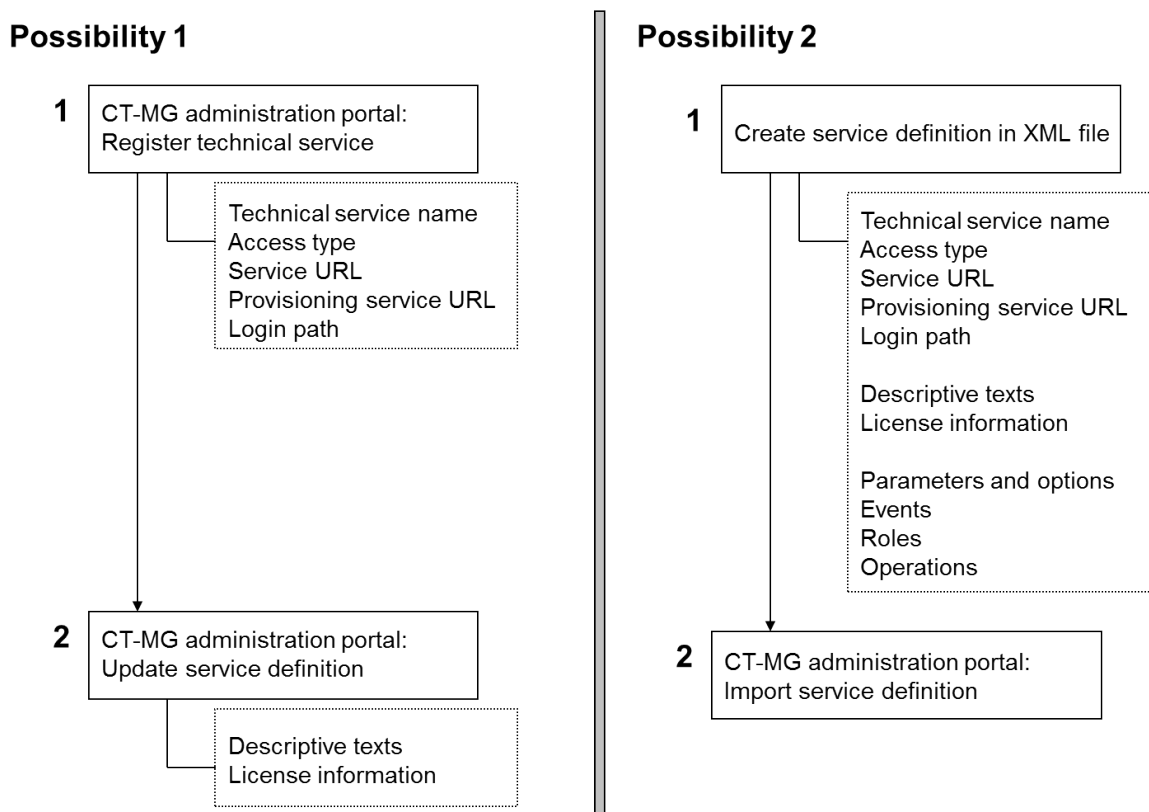 Possibility 1
1
CT-MG administration portal:
Register technical service
Technical service name
Access type
Service URL
Provisioning service URL
Login path
2
CT-MG administration portal:
Update service definition
Descriptive texts
License information
Possibility 2
1
Create service definition in XML file
Technical service name
Access type
Service URL
Provisioning service URL
Login path
Descriptive texts
License information
Parameters and options
Events
Roles
Operations
2
CT-MG administration portal:
Import service definition